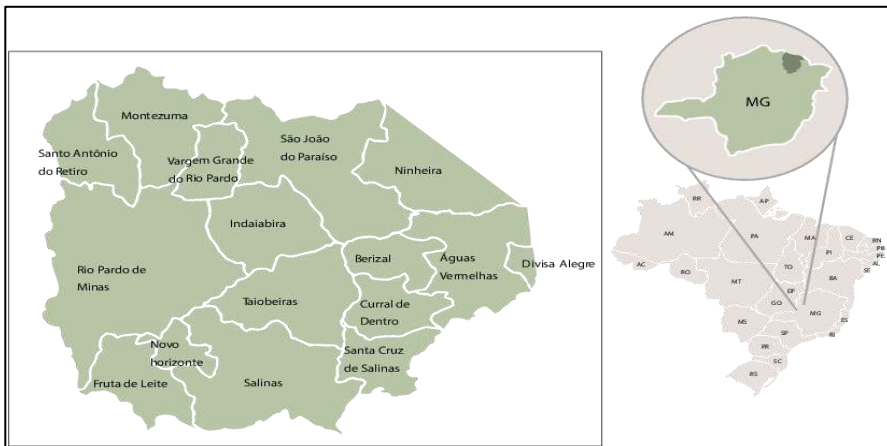 Montezuma
Santo Antônio
do Retiro
Vargem Grande
do Rio Pardo
São João
do Paraíso
Ninheira
Indaiabira
Rio Pardo de
Minas
Berizal
Águas
Vermelhas
Divisa Alegre
Taiobeiras
Curral de
Dentro
Novo
horizonte
Santa Cruz
de Salinas
Fruta de Leite
Salinas
MG
RR
AP
AM
PA
MA
CE
RN
PB
PE
AL
SE
PI
AC
RO
TO
BA
MT
DF
GO
MG
MS
ES
SP
RJ
PR
SC
RS